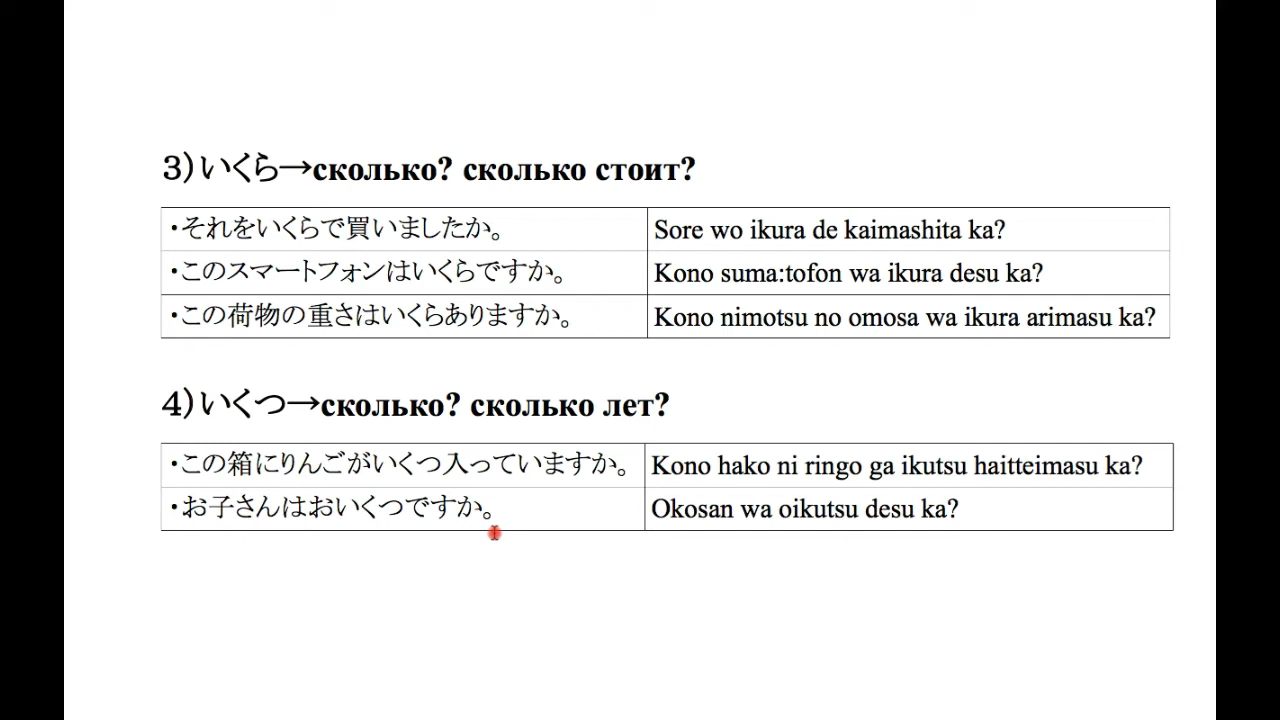 3)いくら→сколько? сколько стоит?
・それをいくらで買いましたか。 Sore wo ikura de kaimashita ka?
・このスマートフォンはいくらですか。 Kono suma:tofon wa ikura desu ka?
・この荷物の重さはいくらありますか。 Kono nimotsu no omosa wa ikura arimasu ka?
4)いくつ→сколько? сколько лет?
・この箱にりんごがいくつ入っていますか。 Kono hako ni ringo ga ikutsu haitteimasu ka?
・お子さんはおいくつですか。 Okosan wa oikutsu desu ka?